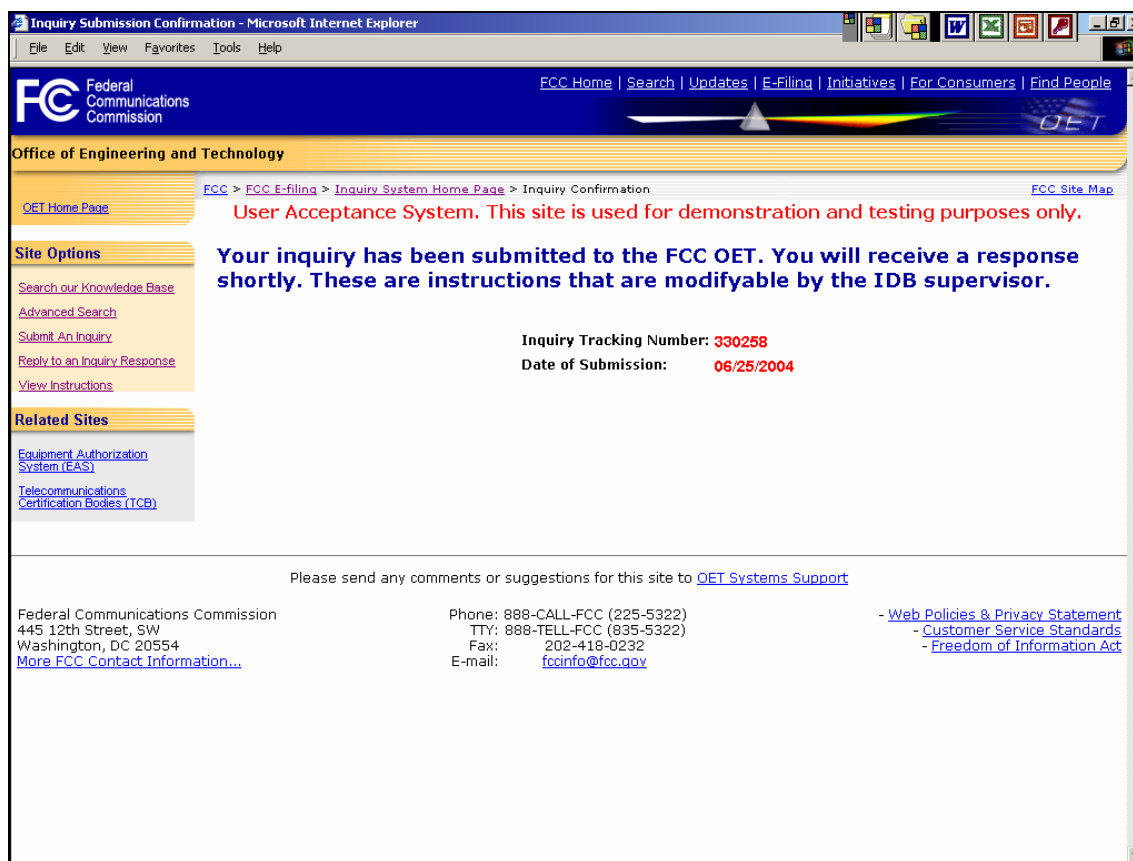 Inquiry Submission Confirmation - Microsoft Internet Explorer
File Edit View Favorites Tools Help
FCC Federal Communications Commission
FCC Home | Search | Updates | E-Filing | Initiatives | For Consumers | Find People
OET
Office of Engineering and Technology
FCC > FCC E-filing > Inquiry System Home Page > Inquiry Confirmation
FCC Site Map
OET Home Page
User Acceptance System. This site is used for demonstration and testing purposes only.
Site Options
Search our Knowledge Base
Advanced Search
Submit An Inquiry
Reply to an Inquiry Response
View Instructions
Related Sites
Equipment Authorization
System (EAS)
Telecommunications
Certification Bodies (TCB)
Your inquiry has been submitted to the FCC OET. You will receive a response
shortly. These are instructions that are modifyable by the IDB supervisor.
Inquiry Tracking Number: 330258
Date of Submission: 06/25/2004
Please send any comments or suggestions for this site to OET Systems Support
Federal Communications Commission
445 12th Street, SW
Washington, DC 20554
More FCC Contact Information...
Phone: 888-CALL-FCC (225-5322)
TTY: 888-TELL-FCC (835-5322)
Fax: 202-418-0232
E-mail: fccinfo@fcc.gov
- Web Policies & Privacy Statement
- Customer Service Standards
- Freedom of Information Act